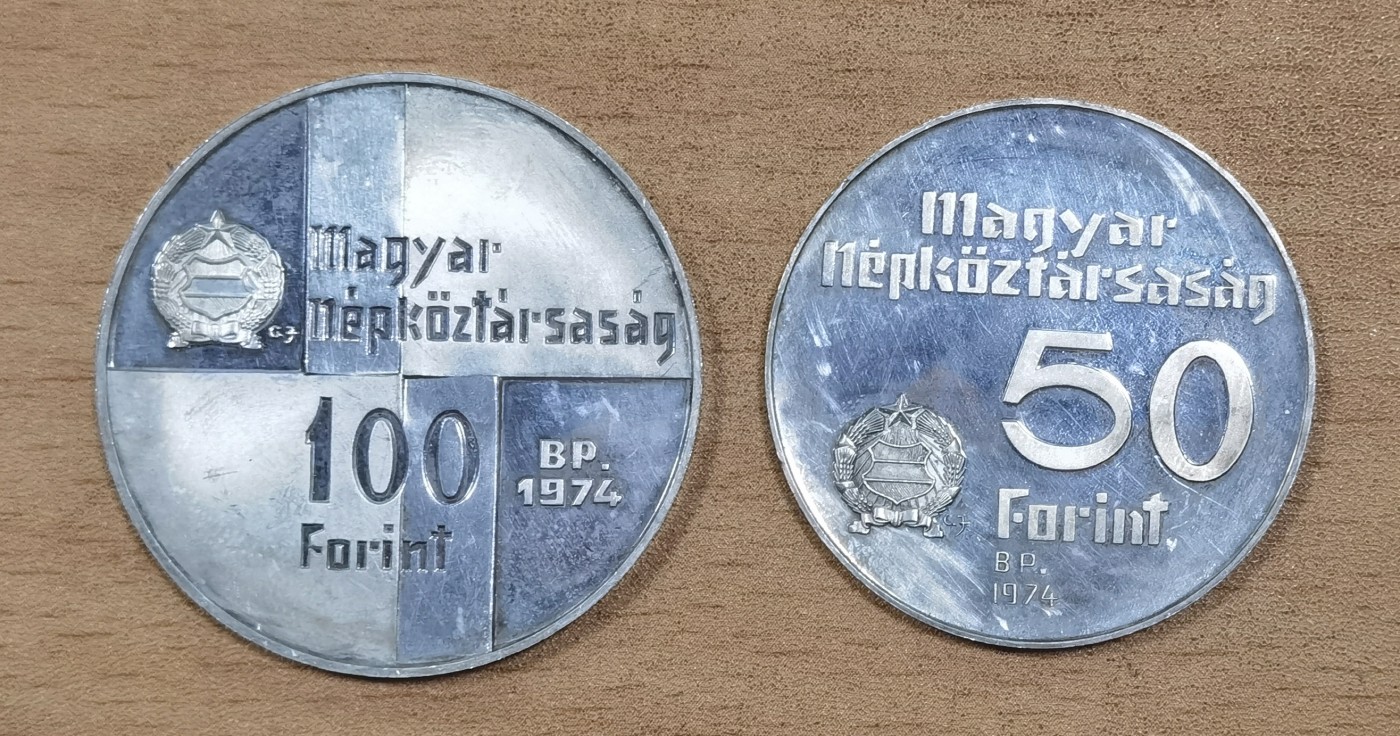 Magyar
Népköztársaság
100
Forint
BP.
1974
C.J
Magyar
Népköztársaság
50
Forint
BP.
1974
C.J